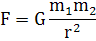 F = G m₁m₂ / r²